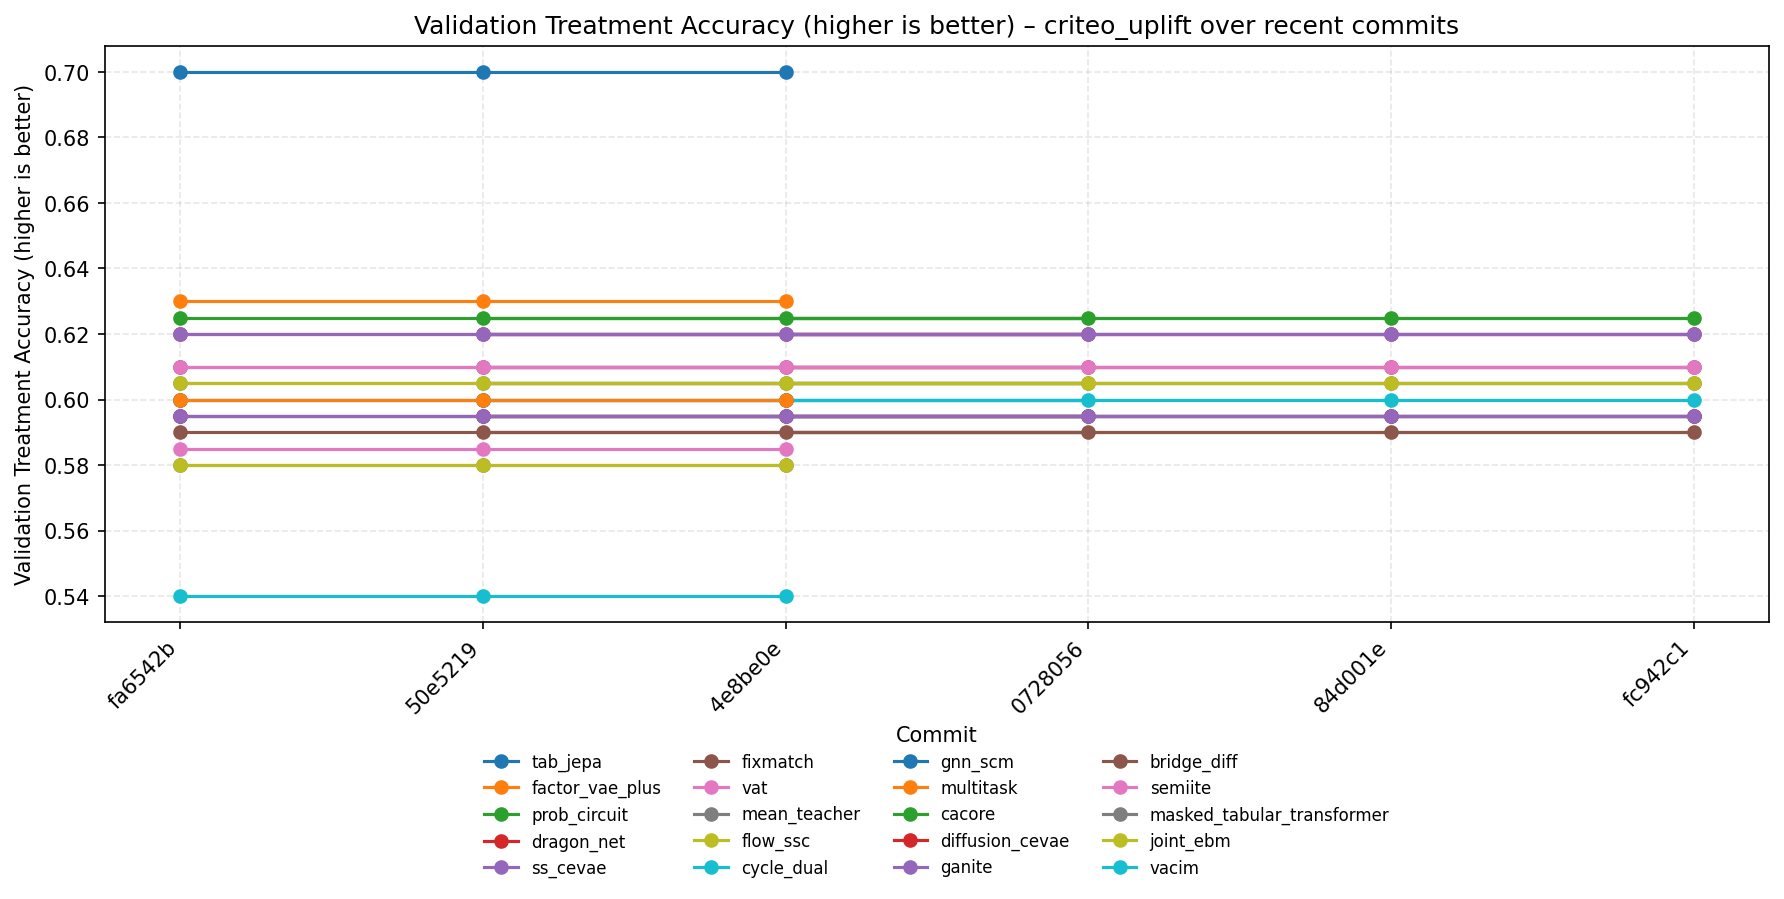 Validation Treatment Accuracy (higher is better) – criteo_uplift over recent commits
Validation Treatment Accuracy (higher is better)
0.70
0.68
0.66
0.64
0.62
0.60
0.58
0.56
0.54
fa6542b
50e5219
4e8be0e
0728056
84d001e
fc942c1
Commit
tab_jepa
factor_vae_plus
prob_circuit
dragon_net
ss_cevae
fixmatch
vat
mean_teacher
flow_ssc
cycle_dual
gnn_scm
multitask
cacore
diffusion_cevae
ganite
bridge_diff
semiite
masked_tabular_transformer
joint_ebm
vacim